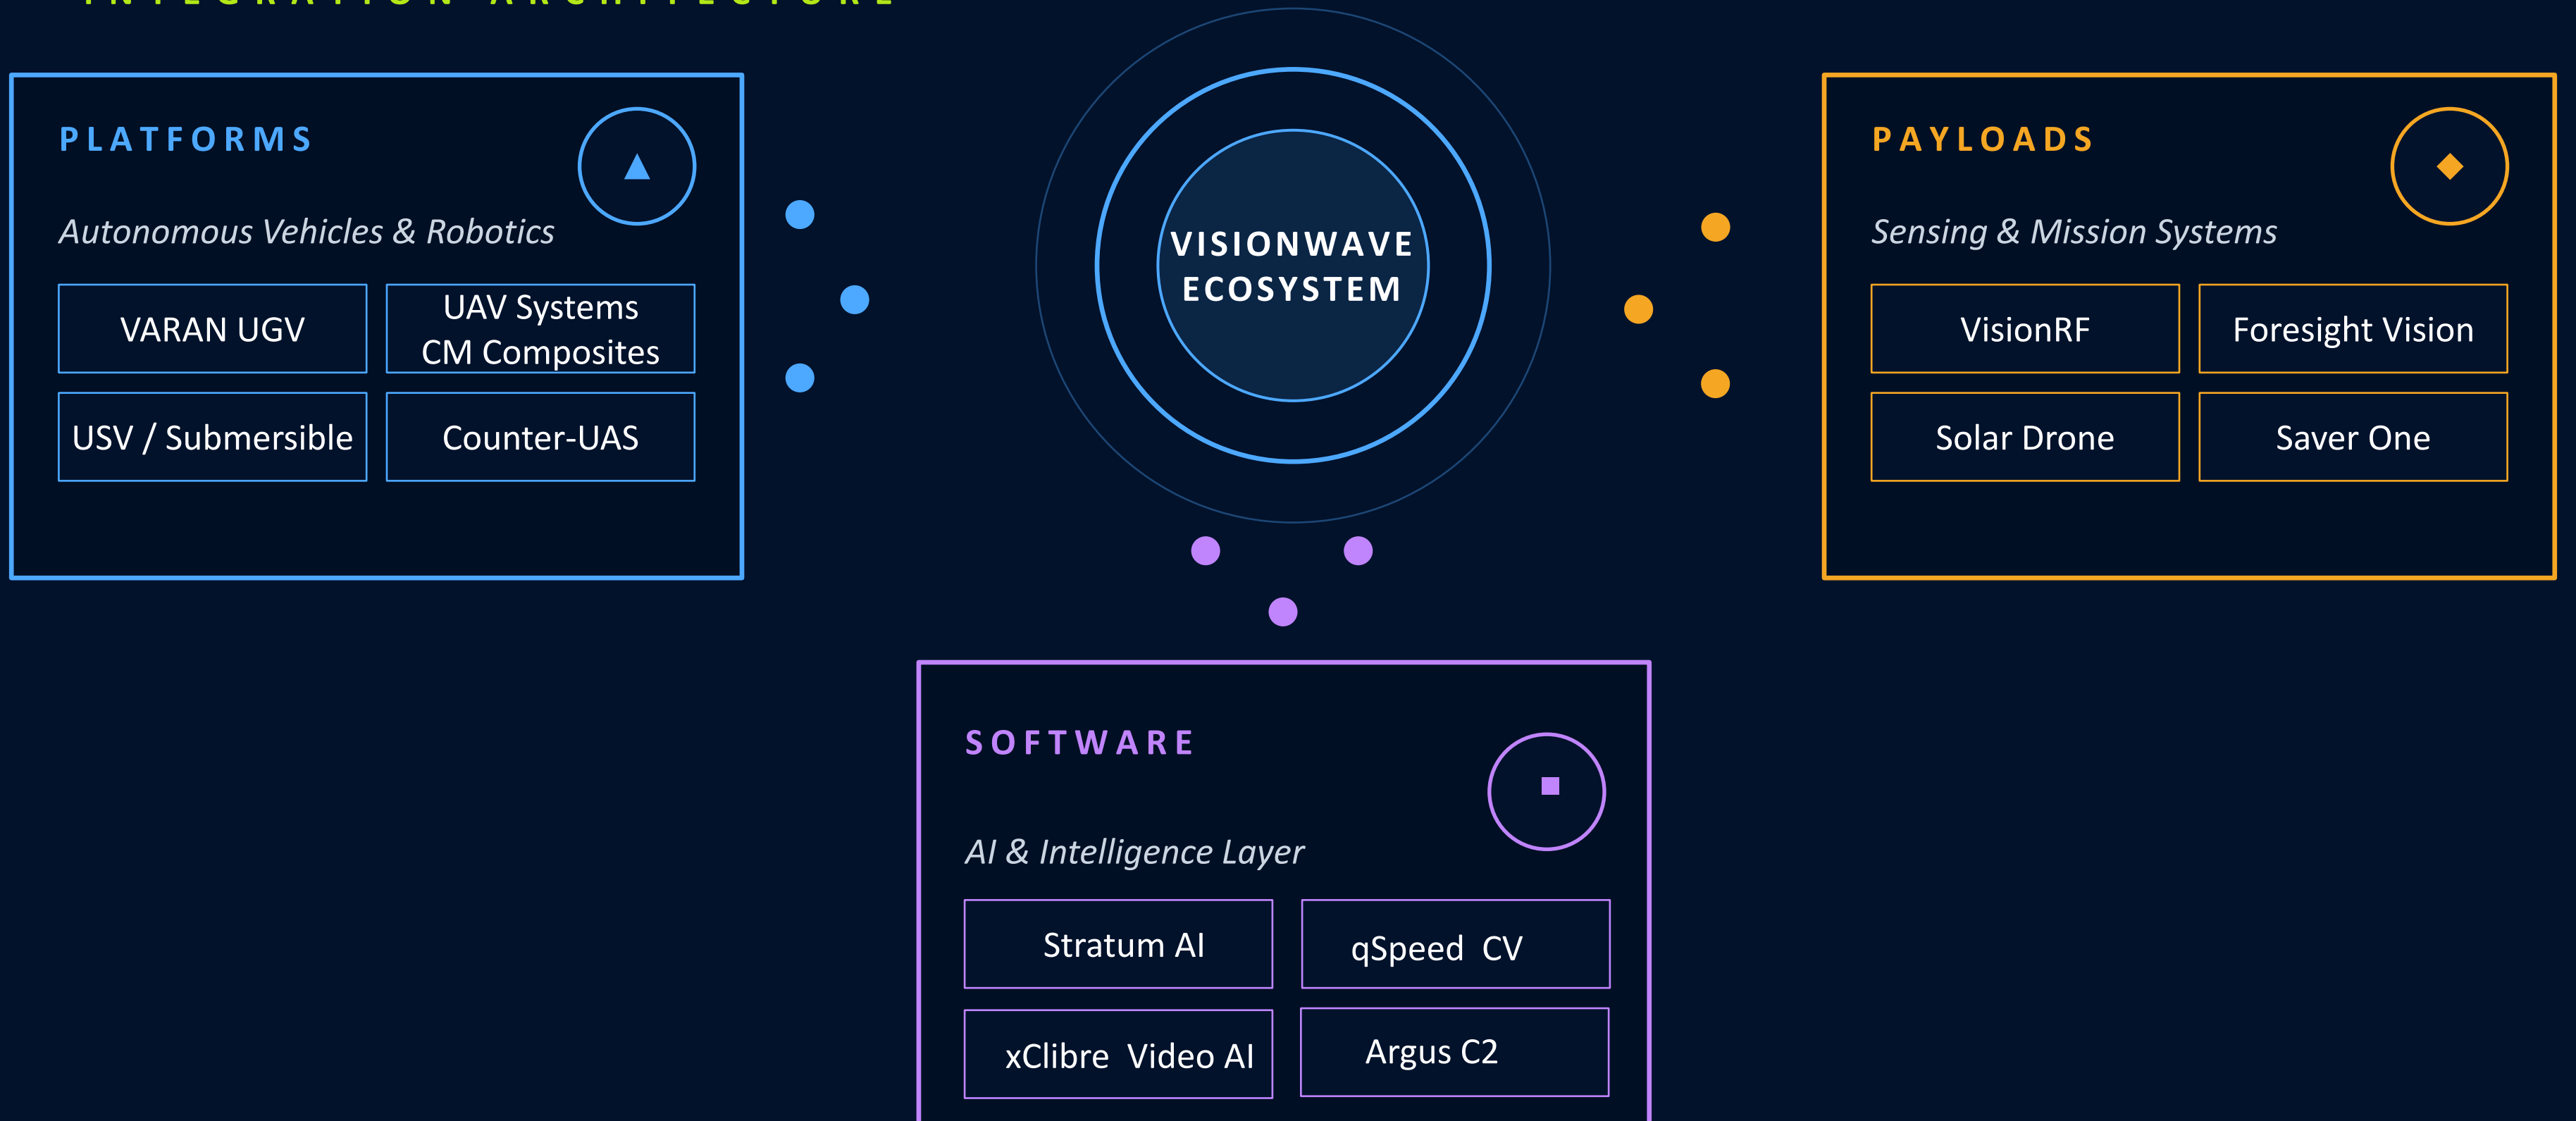 INTEGRATION ARCHITECTURE
PLATFORMS
Autonomous Vehicles & Robotics
VARAN UGV
UAV Systems
CM Composites
USV / Submersible
Counter-UAS
VISIONWAVE
ECOSYSTEM
PAYLOADS
Sensing & Mission Systems
VisionRF
Foresight Vision
Solar Drone
Saver One
SOFTWARE
AI & Intelligence Layer
Stratum AI
qSpeed  CV
xClibre  Video AI
Argus C2